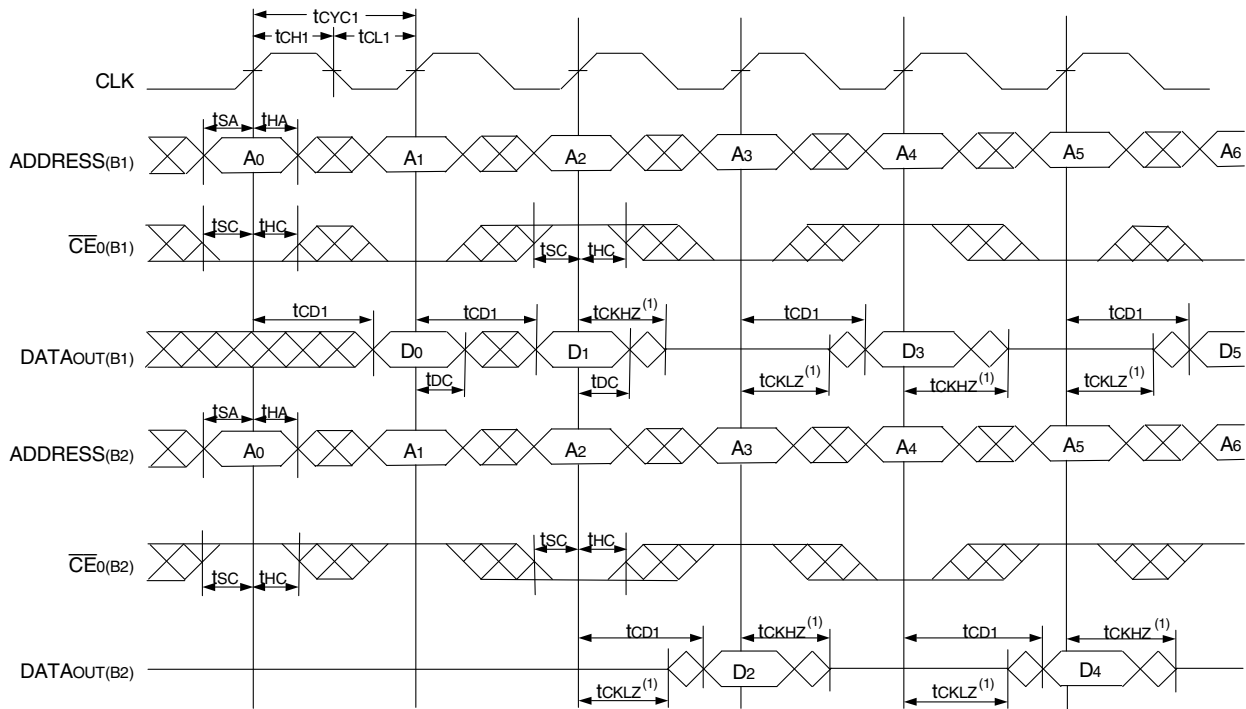 tCYC1
tCH1 tCL1
CLK
tSA tHA
ADDRESS(B1) A0 A1 A2 A3 A4 A5 A6
tSC tHC
CE0(B1) tSC tHC
tCD1 tCD1 tCKHZ(1) tCD1 tCD1
DATAOUT(B1) D0 D1 D3 D5
tDC tDC tCKLZ(1) tCKHZ(1) tCKLZ(1)
tSA tHA
ADDRESS(B2) A0 A1 A2 A3 A4 A5 A6
tSC tHC
CE0(B2)
tSC tHC
tCD1 tCKHZ(1) tCD1 tCKHZ(1)
DATAOUT(B2) D2 D4
tCKLZ(1) tCKLZ(1)